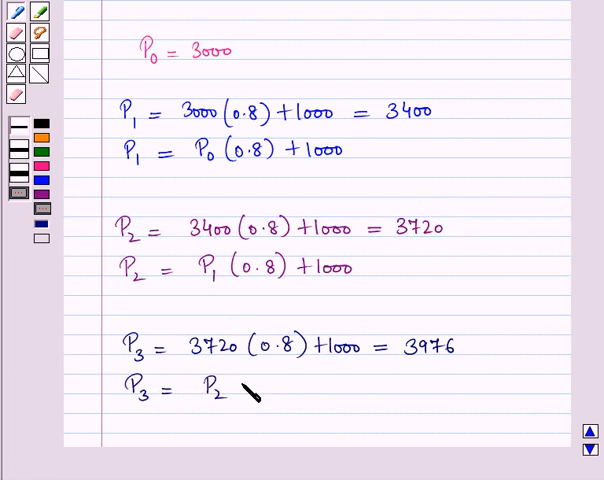 P₀ = 3000
P₁ = 3000 (0.8) + 1000 = 3400
P₁ = P₀ (0.8) + 1000
P₂ = 3400 (0.8) + 1000 = 3720
P₂ = P₁ (0.8) + 1000
P₃ = 3720 (0.8) + 1000 = 3976
P₃ = P₂